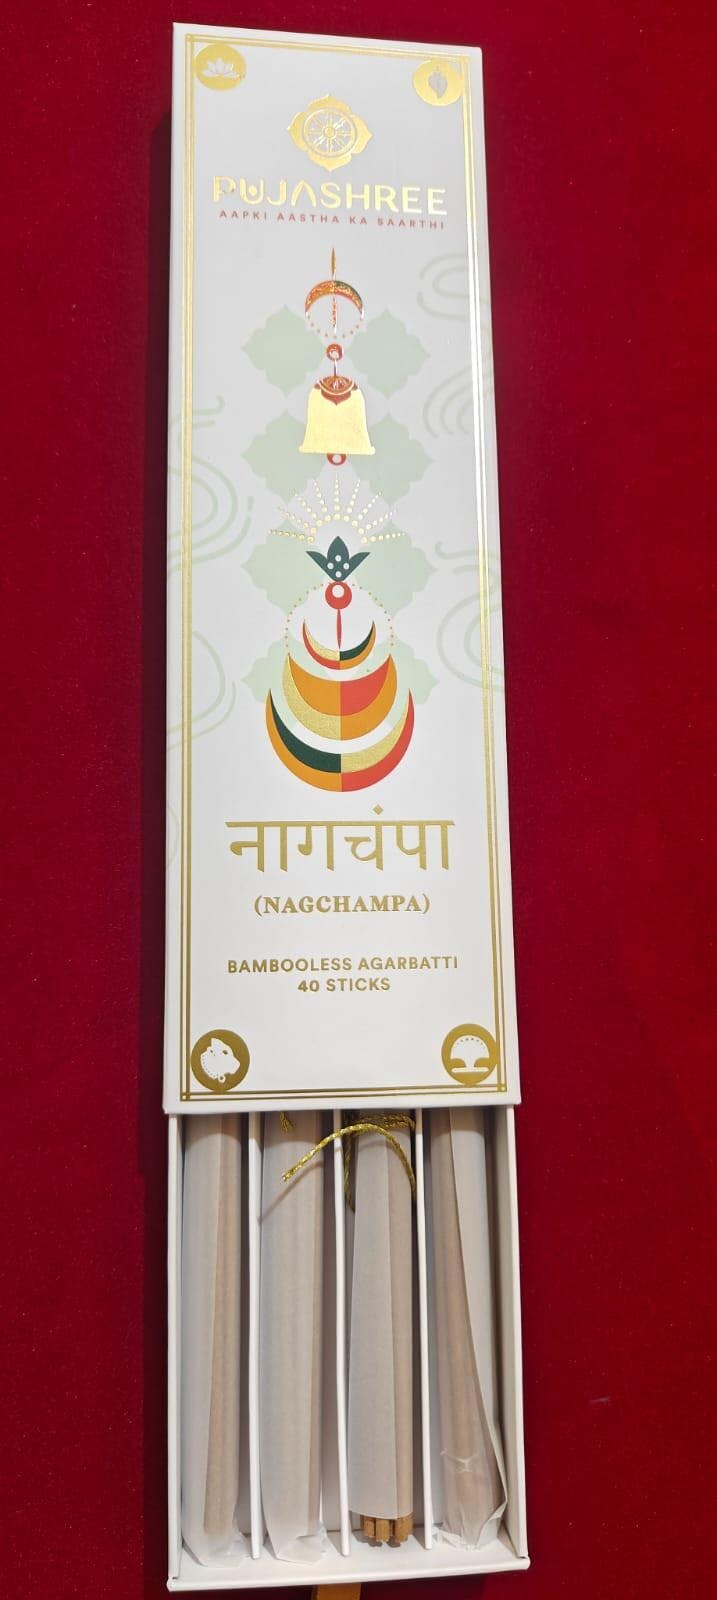 PUJASHREE
AAPKI AASTHA KA SAARTHI
नागचंपा
(NAGCHAMPA)
BAMBOOLESS AGARBATTI
40 STICKS